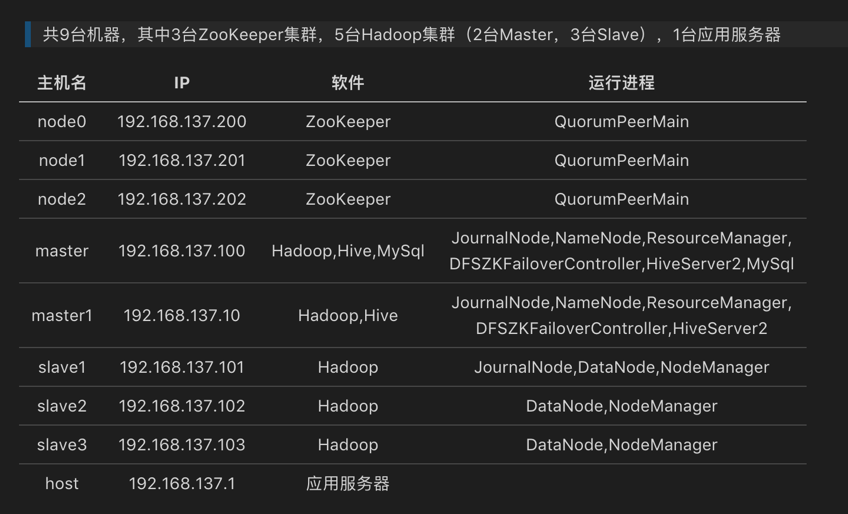 共9台机器，其中3台ZooKeeper集群，5台Hadoop集群（2台Master，3台Slave），1台应用服务器
主机名 IP 软件 运行进程
node0 192.168.137.200 ZooKeeper QuorumPeerMain
node1 192.168.137.201 ZooKeeper QuorumPeerMain
node2 192.168.137.202 ZooKeeper QuorumPeerMain
master 192.168.137.100 Hadoop,Hive,MySql JournalNode,NameNode,ResourceManager,
DFSZKFailoverController,HiveServer2,MySql
master1 192.168.137.10 Hadoop,Hive JournalNode,NameNode,ResourceManager,
DFSZKFailoverController,HiveServer2
slave1 192.168.137.101 Hadoop JournalNode,DataNode,NodeManager
slave2 192.168.137.102 Hadoop DataNode,NodeManager
slave3 192.168.137.103 Hadoop DataNode,NodeManager
host 192.168.137.1 应用服务器